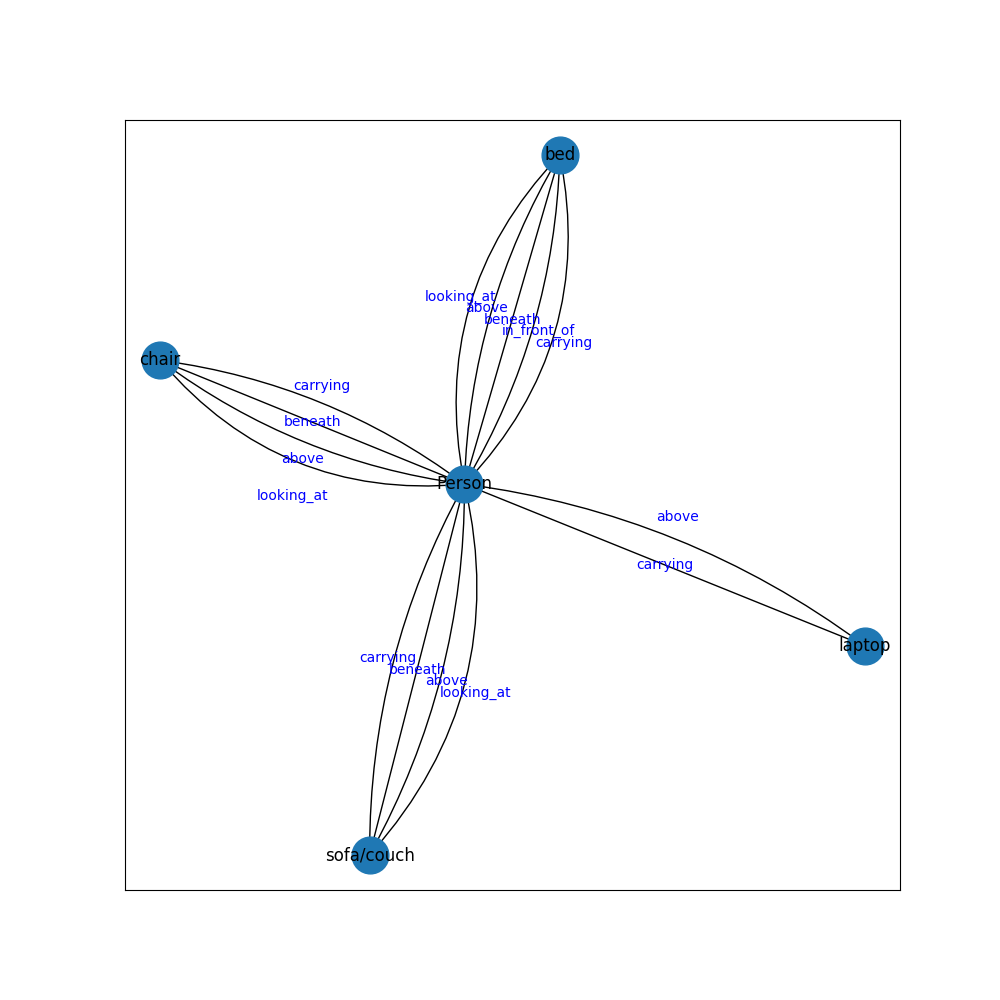 bed
looking_at
above
beneath
in_front_of
carrying
chair
carrying
beneath
above
looking_at
Person
above
carrying
laptop
carrying
beneath
above
looking_at
sofa/couch